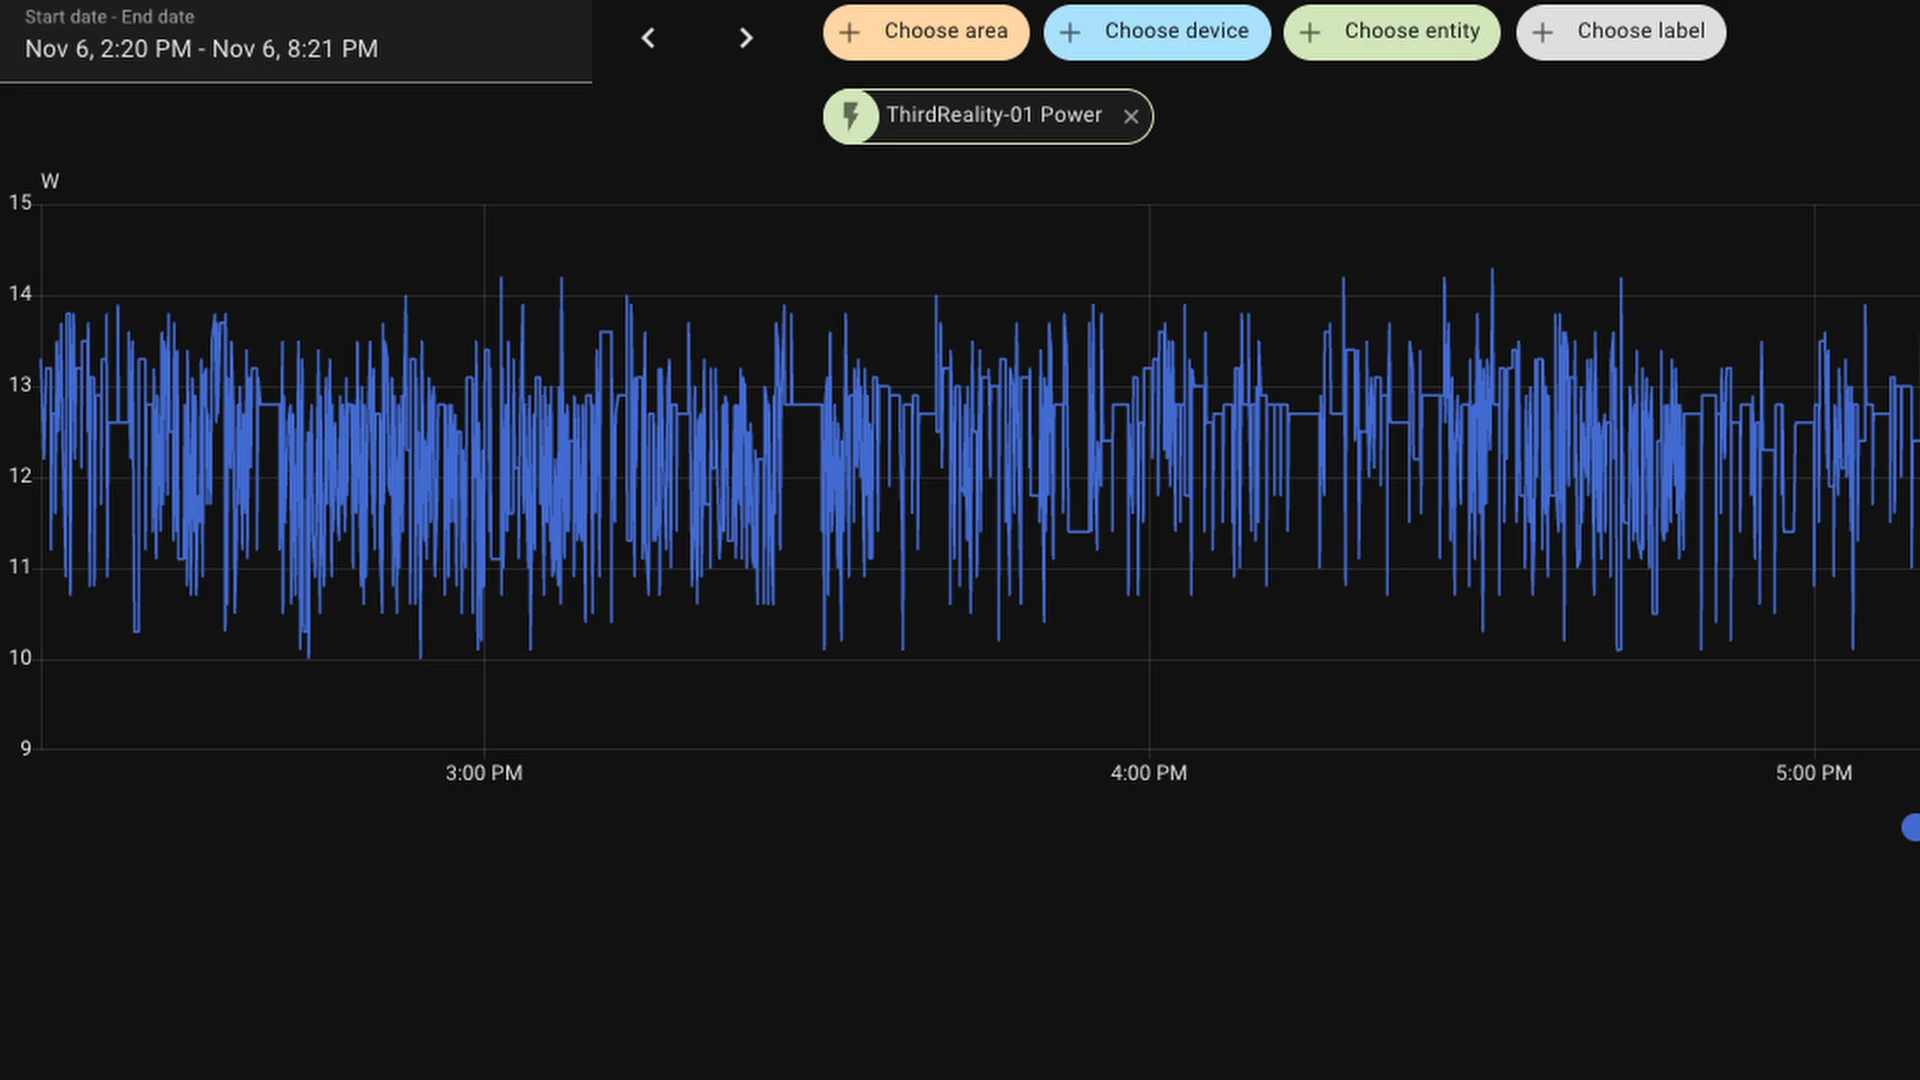 Start date - End date
Nov 6, 2:20 PM - Nov 6, 8:21 PM
Choose area
Choose device
Choose entity
Choose label
ThirdReality-01 Power
W
15
14
13
12
11
10
9
3:00 PM
4:00 PM
5:00 PM